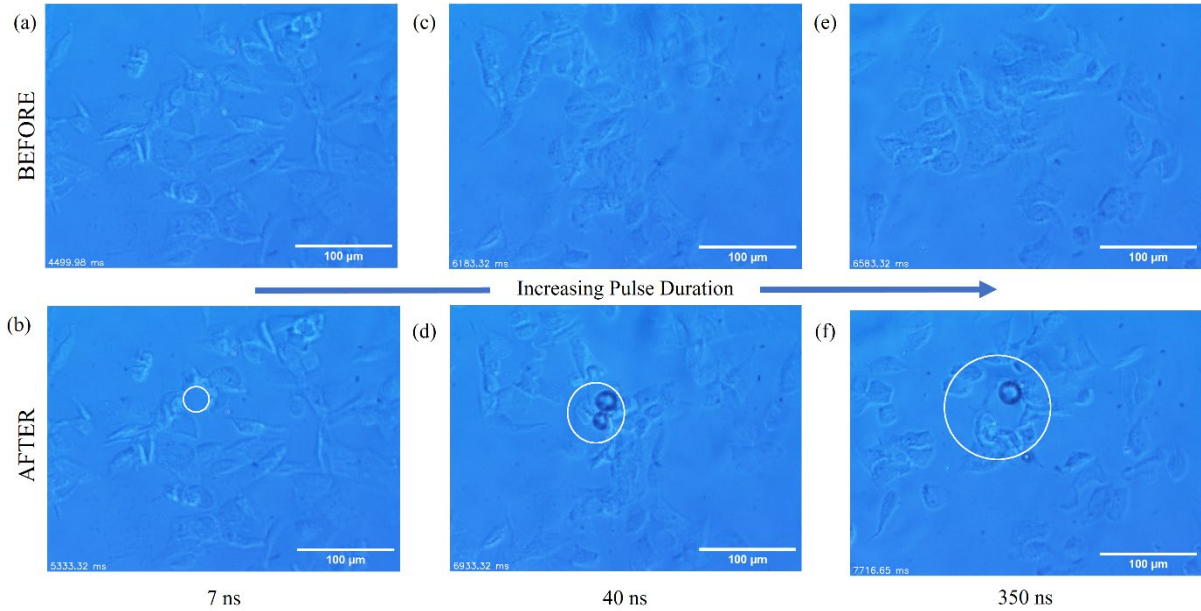 (a)
(c)
(e)
BEFORE
100 µm
4499.98 ms
100 µm
6183.32 ms
100 µm
6583.32 ms
Increasing Pulse Duration
(b)
(d)
(f)
AFTER
100 µm
5333.32 ms
100 µm
6933.32 ms
100 µm
7716.65 ms
7 ns
40 ns
350 ns